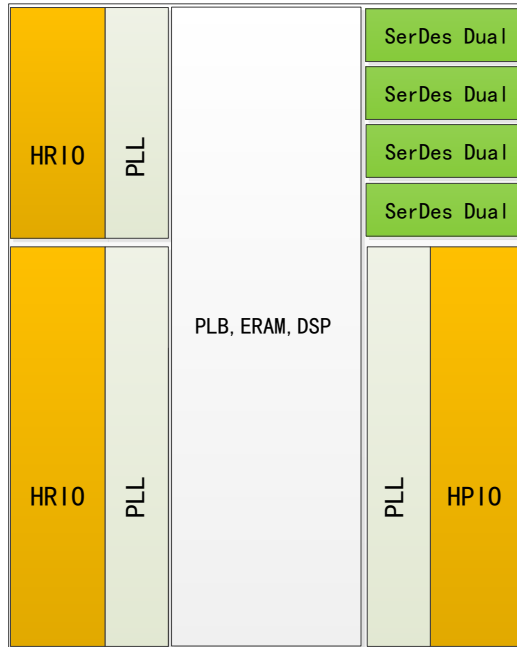 HRIO
PLL
SerDes Dual
SerDes Dual
SerDes Dual
SerDes Dual
PLB, ERAM, DSP
HRIO
PLL
PLL
HPIO